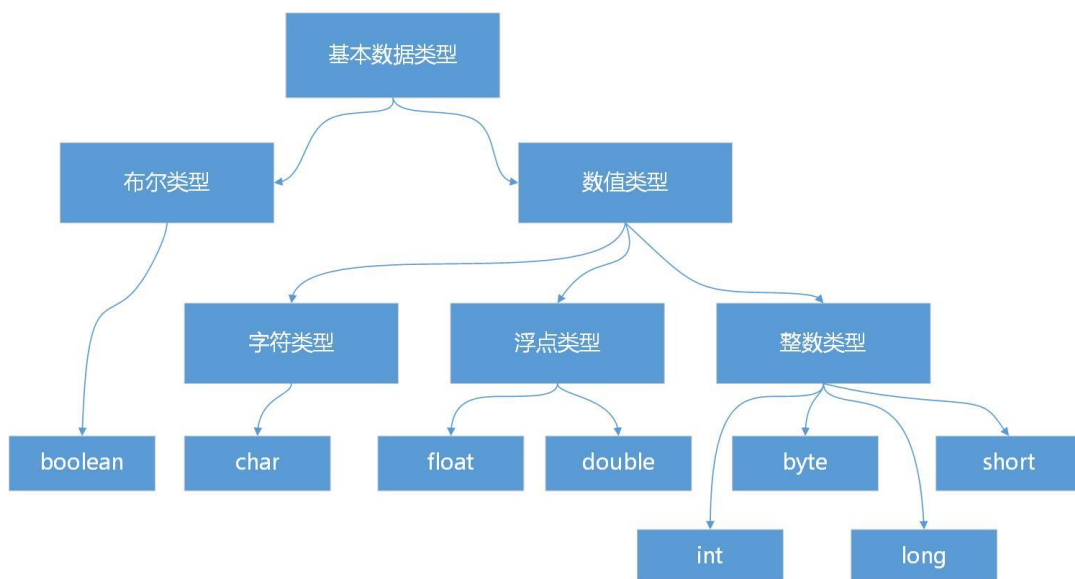 基本数据类型
布尔类型
数值类型
字符类型
浮点类型
整数类型
boolean
char
float
double
byte
short
int
long